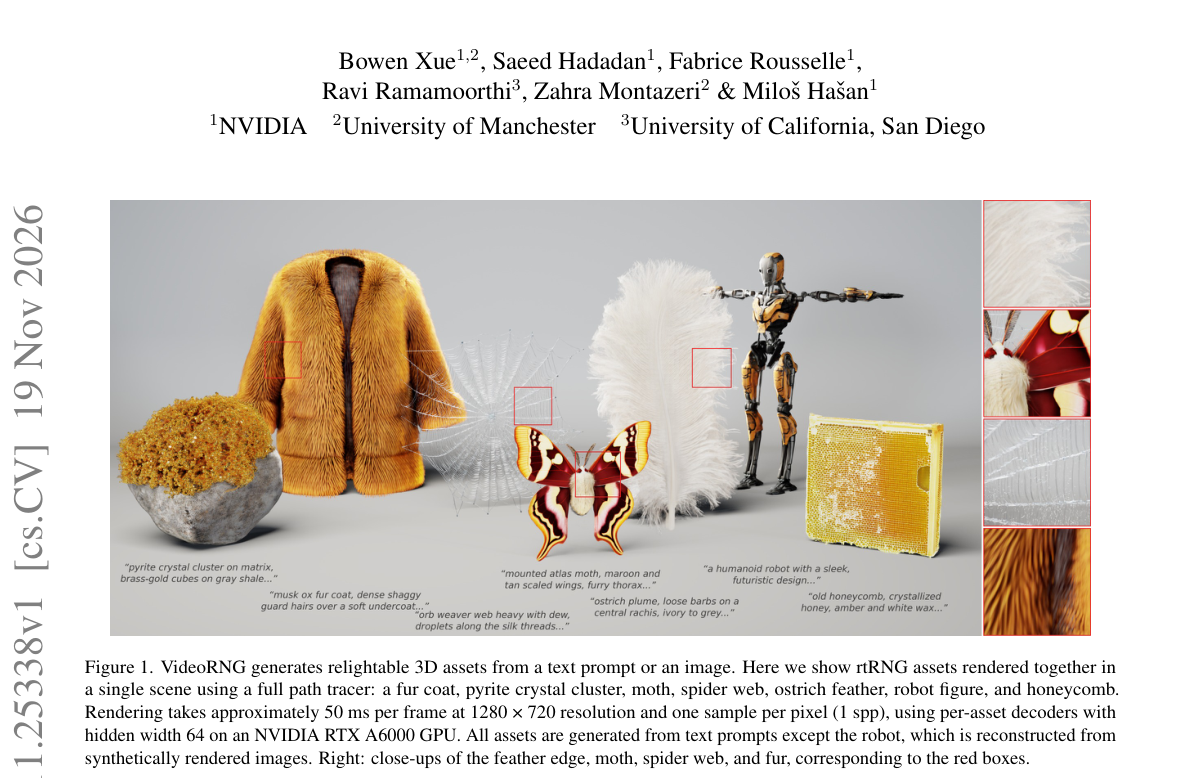 Bowen Xue1,2, Saeed Hadadan1, Fabrice Rousselle1,
Ravi Ramamoorthi3, Zahra Montazeri2 & Miloš Hašan1
1NVIDIA 2University of Manchester 3University of California, San Diego
1.25338v1 [cs.CV] 19 Nov 2026
“pyrite crystal cluster on matrix,
brass-gold cubes on gray shale...”
“musk ox fur coat, dense shaggy
guard hairs over a soft undercoat...”
“orb weaver web heavy with dew,
droplets along the silk threads...”
“mounted atlas moth, maroon and
tan scaled wings, furry thorax...”
“ostrich plume, loose barbs on a
central rachis, ivory to grey...”
“a humanoid robot with a sleek,
futuristic design...”
“old honeycomb, crystallized
honey, amber and white wax...”
Figure 1. VideoRNG generates relightable 3D assets from a text prompt or an image. Here we show rtRNG assets rendered together in
a single scene using a full path tracer: a fur coat, pyrite crystal cluster, moth, spider web, ostrich feather, robot figure, and honeycomb.
Rendering takes approximately 50 ms per frame at 1280 × 720 resolution and one sample per pixel (1 spp), using per-asset decoders with
hidden width 64 on an NVIDIA RTX A6000 GPU. All assets are generated from text prompts except the robot, which is reconstructed from
synthetically rendered images. Right: close-ups of the feather edge, moth, spider web, and fur, corresponding to the red boxes.